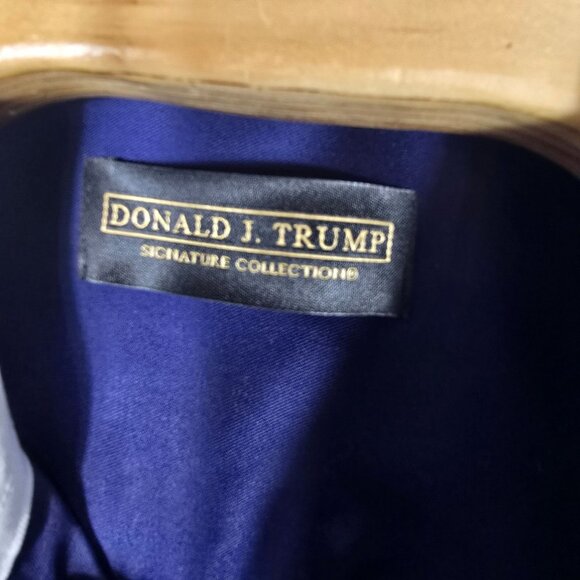 DONALD J. TRUMP
SIGNATURE COLLECTION®